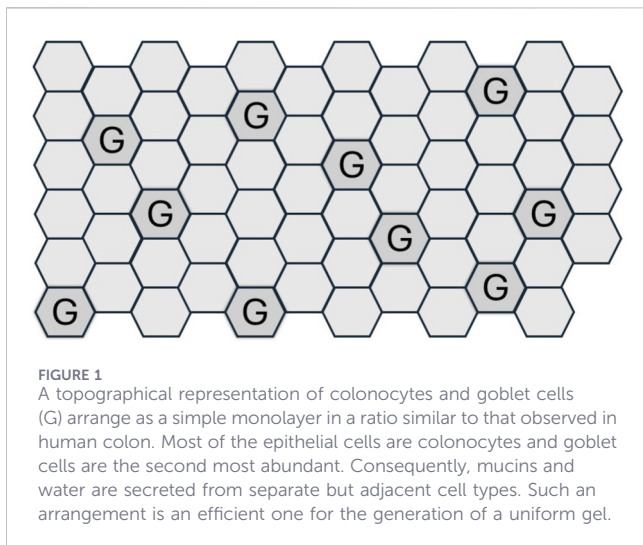 G
G
G
G
G
G
G
G
G
G
FIGURE 1
A topographical representation of colonocytes and goblet cells
(G) arrange as a simple monolayer in a ratio similar to that observed in
human colon. Most of the epithelial cells are colonocytes and goblet
cells are the second most abundant. Consequently, mucins and
water are secreted from separate but adjacent cell types. Such an
arrangement is an efficient one for the generation of a uniform gel.